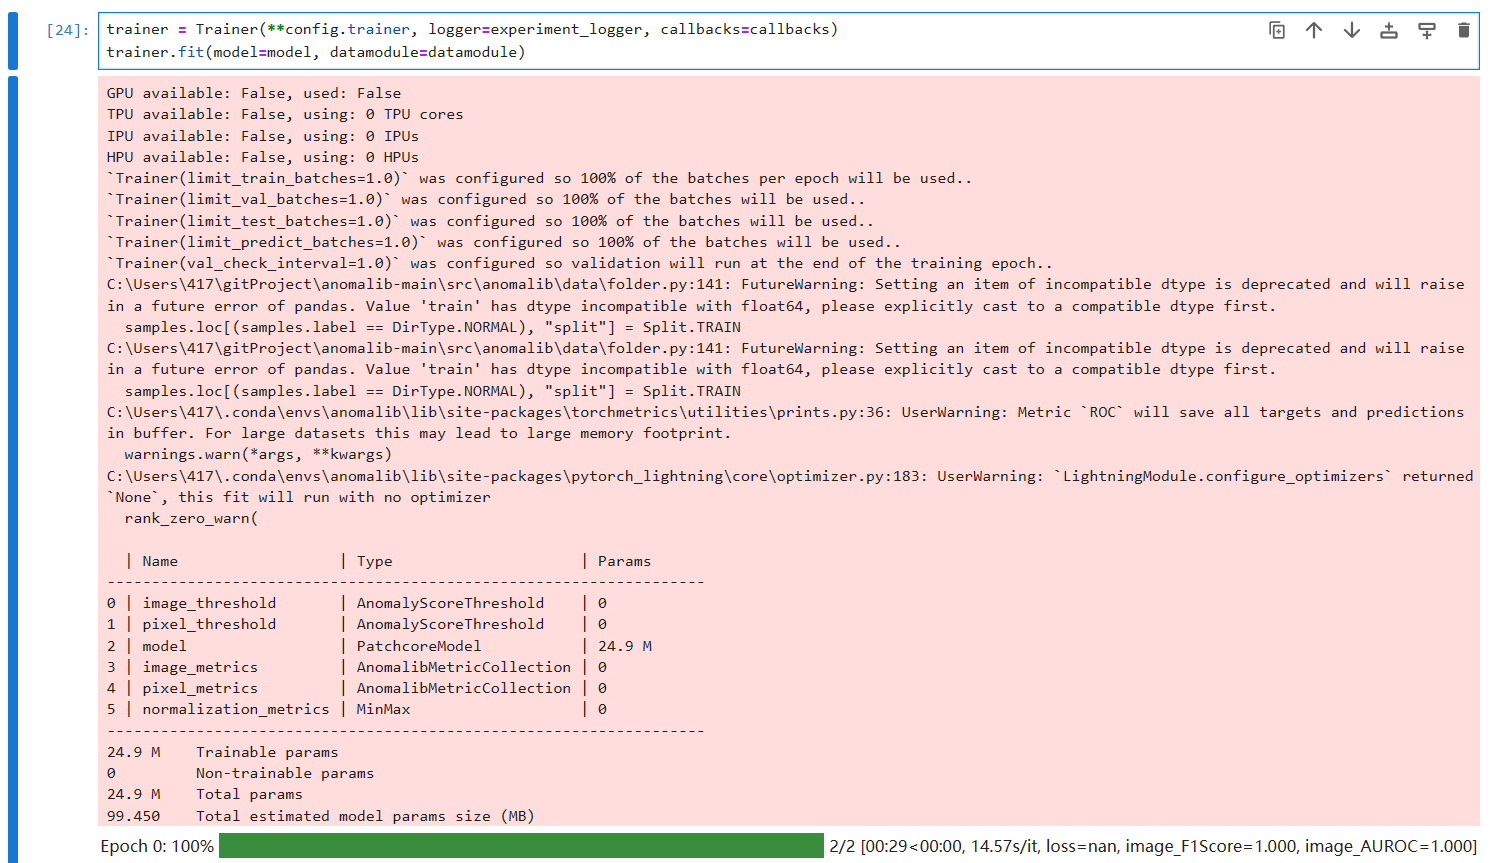 [24]: trainer = Trainer(**config.trainer, logger=experiment_logger, callbacks=callbacks)
trainer.fit(model=model, datamodule=datamodule)
GPU available: False, used: False
TPU available: False, using: 0 TPU cores
IPU available: False, using: 0 IPUs
HPU available: False, using: 0 HPUs
`Trainer(limit_train_batches=1.0)` was configured so 100% of the batches per epoch will be used..
`Trainer(limit_val_batches=1.0)` was configured so 100% of the batches will be used..
`Trainer(limit_test_batches=1.0)` was configured so 100% of the batches will be used..
`Trainer(limit_predict_batches=1.0)` was configured so 100% of the batches will be used..
`Trainer(val_check_interval=1.0)` was configured so validation will run at the end of the training epoch..
C:\Users\417\gitProject\anomalib-main\src\anomalib\data\folder.py:141: FutureWarning: Setting an item of incompatible dtype is deprecated and will raise
in a future error of pandas. Value 'train' has dtype incompatible with float64, please explicitly cast to a compatible dtype first.
  samples.loc[(samples.label == DirType.NORMAL), "split"] = Split.TRAIN
C:\Users\417\gitProject\anomalib-main\src\anomalib\data\folder.py:141: FutureWarning: Setting an item of incompatible dtype is deprecated and will raise
in a future error of pandas. Value 'train' has dtype incompatible with float64, please explicitly cast to a compatible dtype first.
  samples.loc[(samples.label == DirType.NORMAL), "split"] = Split.TRAIN
C:\Users\417\.conda\envs\anomalib\lib\site-packages\torchmetrics\utilities\prints.py:36: UserWarning: Metric `ROC` will save all targets and predictions
in buffer. For large datasets this may lead to large memory footprint.
  warnings.warn(*args, **kwargs)
C:\Users\417\.conda\envs\anomalib\lib\site-packages\pytorch_lightning\core\optimizer.py:183: UserWarning: `LightningModule.configure_optimizers` returned
`None`, this fit will run with no optimizer
  rank_zero_warn(
  | Name                  | Type                     | Params
-------------------------------------------------------------------
0 | image_threshold       | AnomalyScoreThreshold    | 0
1 | pixel_threshold       | AnomalyScoreThreshold    | 0
2 | model                 | PatchcoreModel           | 24.9 M
3 | image_metrics         | AnomalibMetricCollection | 0
4 | pixel_metrics         | AnomalibMetricCollection | 0
5 | normalization_metrics | MinMax                   | 0
-------------------------------------------------------------------
24.9 M    Trainable params
0         Non-trainable params
24.9 M    Total params
99.450    Total estimated model params size (MB)
Epoch 0: 100% 2/2 [00:29<00:00, 14.57s/it, loss=nan, image_F1Score=1.000, image_AUROC=1.000]